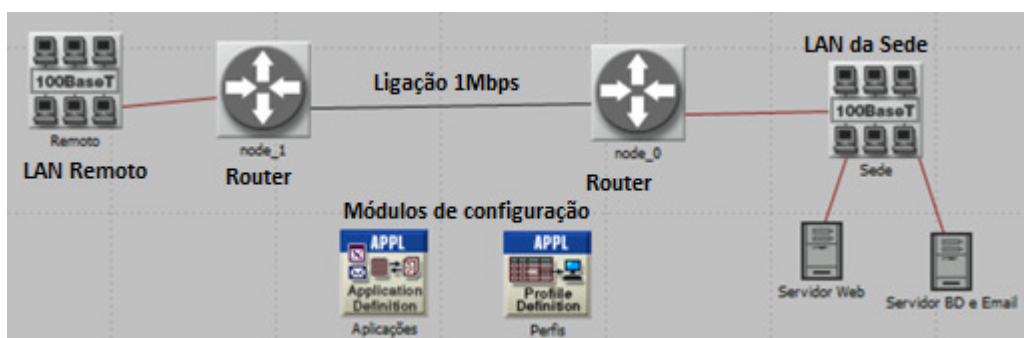 LAN da Sede
Ligação 1Mbps
100BaseT
100BaseT
Remoto
node_1
node_0
Sede
LAN Remoto
Router
Router
Módulos de configuração
APPL
APPL
Application
Definition
Profile
Definition
Servidor Web
Servidor BD e Email
Aplicações
Perfis